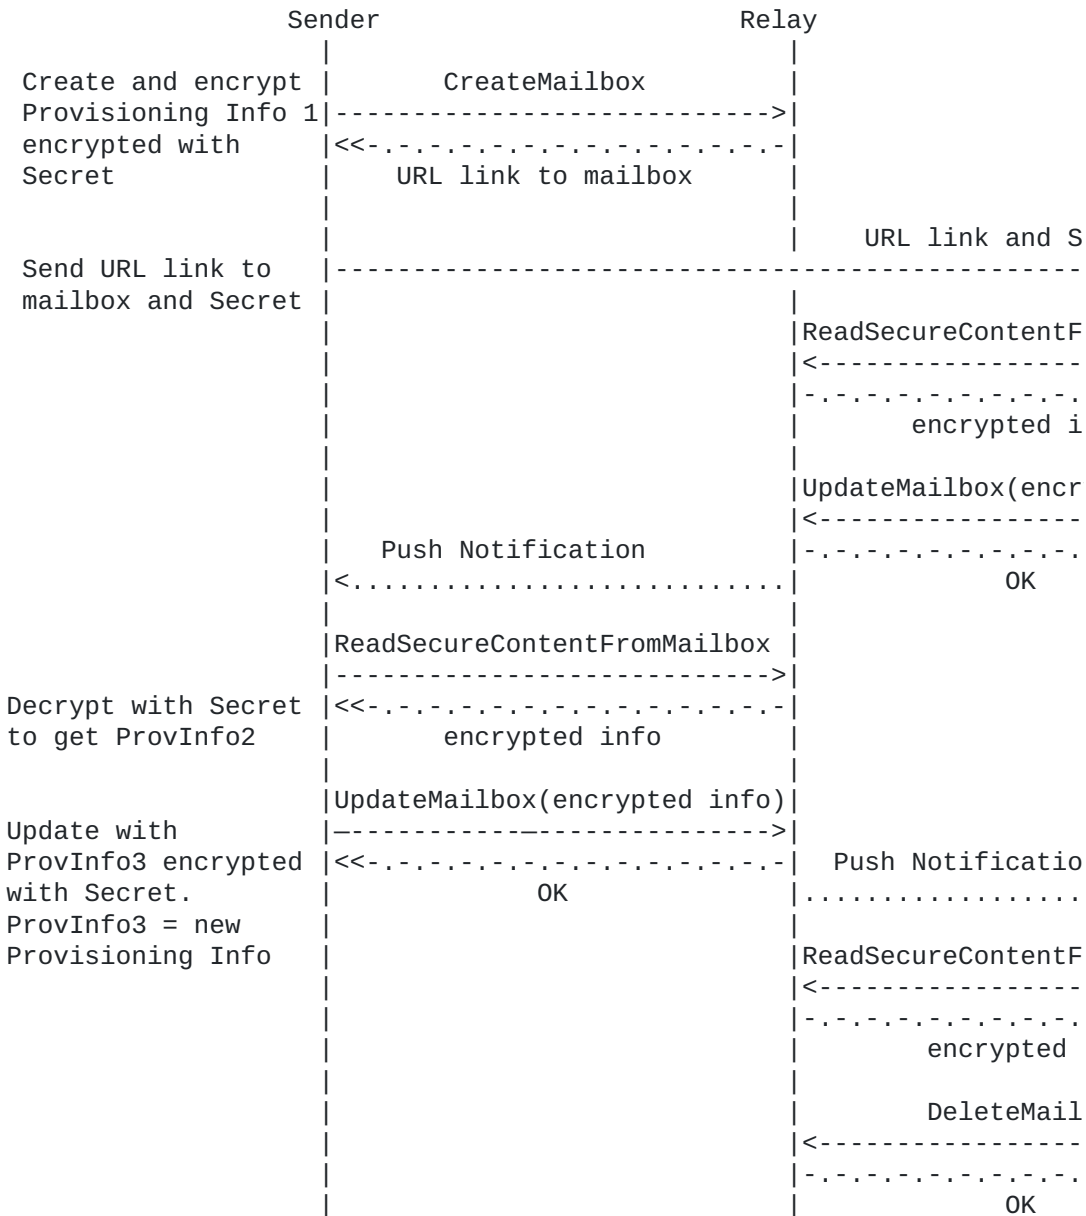 Sender                       Relay
|                             |
Create and encrypt |       CreateMailbox         |
Provisioning Info 1|---------------------------->|
encrypted with     |<<-.-.-.-.-.-.-.-.-.-.-.-.-.-|
Secret             |    URL link to mailbox      |
|                             |
|                             |    URL link and S
Send URL link to   |------------------------------------------------
mailbox and Secret |                             |
|                             |ReadSecureContentF
|                             |<-----------------
|                             |-.-.-.-.-.-.-.-.-.
|                             |       encrypted i
|                             |
|                             |UpdateMailbox(encr
|                             |<-----------------
|   Push Notification         |-.-.-.-.-.-.-.-.-.
|<............................|             OK
|                             |
|ReadSecureContentFromMailbox |
|---------------------------->|
Decrypt with Secret |<<-.-.-.-.-.-.-.-.-.-.-.-.-.-|
to get ProvInfo2    |       encrypted info        |
|                             |
|UpdateMailbox(encrypted info)|
Update with         |—-----------—--------------->|
ProvInfo3 encrypted |<<-.-.-.-.-.-.-.-.-.-.-.-.-.-|  Push Notificatio
with Secret.        |             OK              |..................
ProvInfo3 = new     |                             |
Provisioning Info   |                             |ReadSecureContentF
|                             |<-----------------
|                             |-.-.-.-.-.-.-.-.-.
|                             |        encrypted
|                             |
|                             |        DeleteMail
|                             |<-----------------
|                             |-.-.-.-.-.-.-.-.-.
|                             |             OK